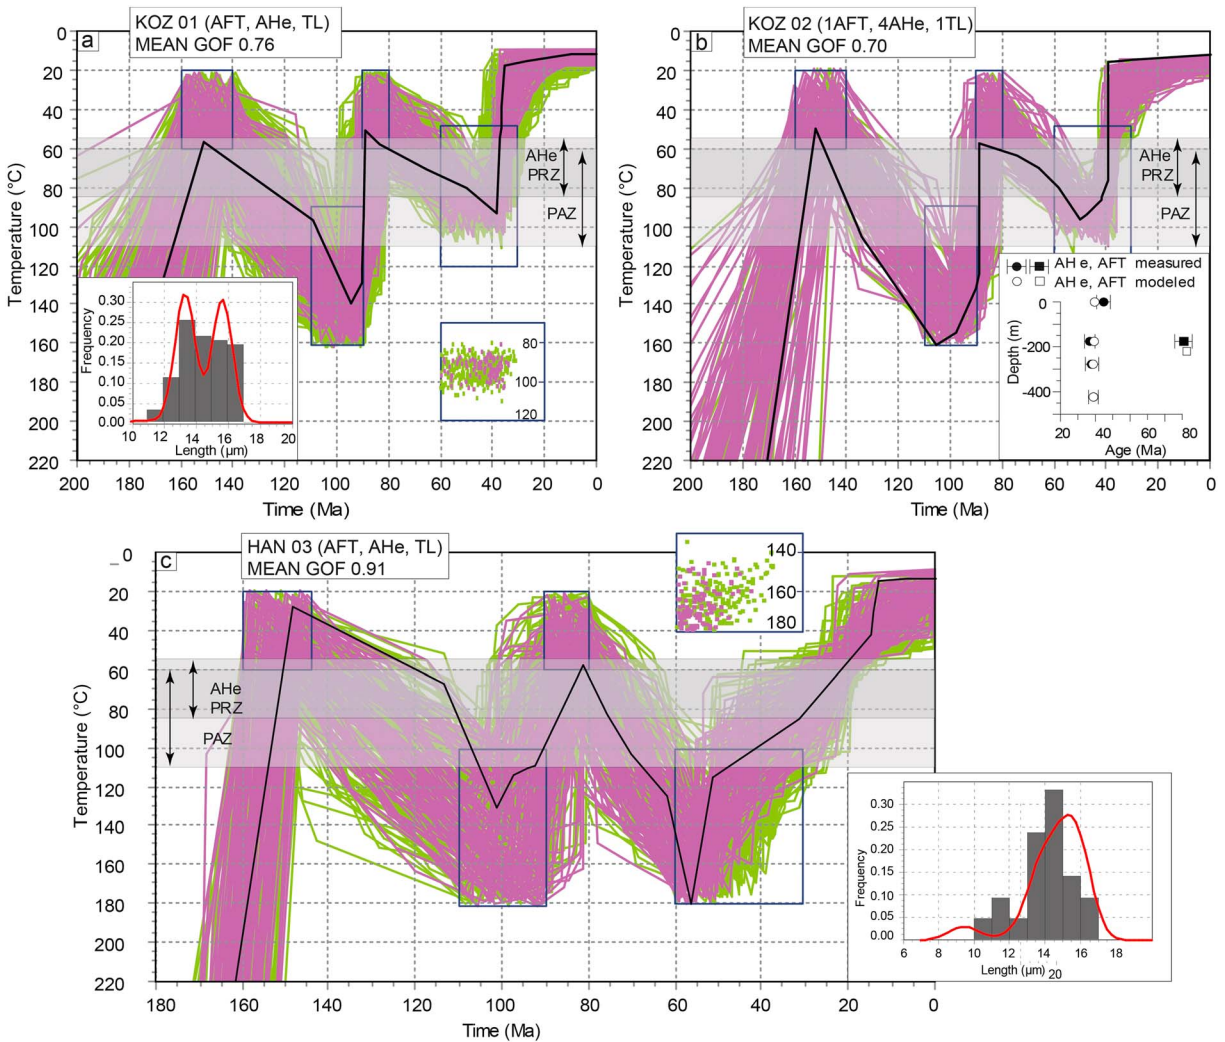 KOZ 01 (AFT, AHe, TL)
MEAN GOF 0.76
a
0
20
40
60
80
100
120
140
160
180
200
220
Temperature (°C)
AHe
PRZ
PAZ
Frequency
0.30
0.25
0.20
0.15
0.10
0.05
0.00
10 12 14 16 18 20
Length (µm)
80
100
120
200 180 160 140 120 100 80 60 40 20 0
Time (Ma)
KOZ 02 (1AFT, 4AHe, 1TL)
MEAN GOF 0.70
b
0
20
40
60
80
100
120
140
160
180
200
220
Temperature (°C)
AHe
PRZ
PAZ
AH e, AFT measured
AH e, AFT modeled
Depth (m)
0
-200
-400
20 40 60 80
Age (Ma)
200 180 160 140 120 100 80 60 40 20 0
Time (Ma)
HAN 03 (AFT, AHe, TL)
MEAN GOF 0.91
c
_ 0
20
40
60
80
100
120
140
160
180
200
220
Temperature (°C)
AHe
PRZ
PAZ
140
160
180
180 160 140 120 100 80 60 40 20 0
Time (Ma)
Frequency
0.30
0.25
0.20
0.15
0.10
0.05
0.00
6 8 10 12 14 16 18
Length (µm) 20